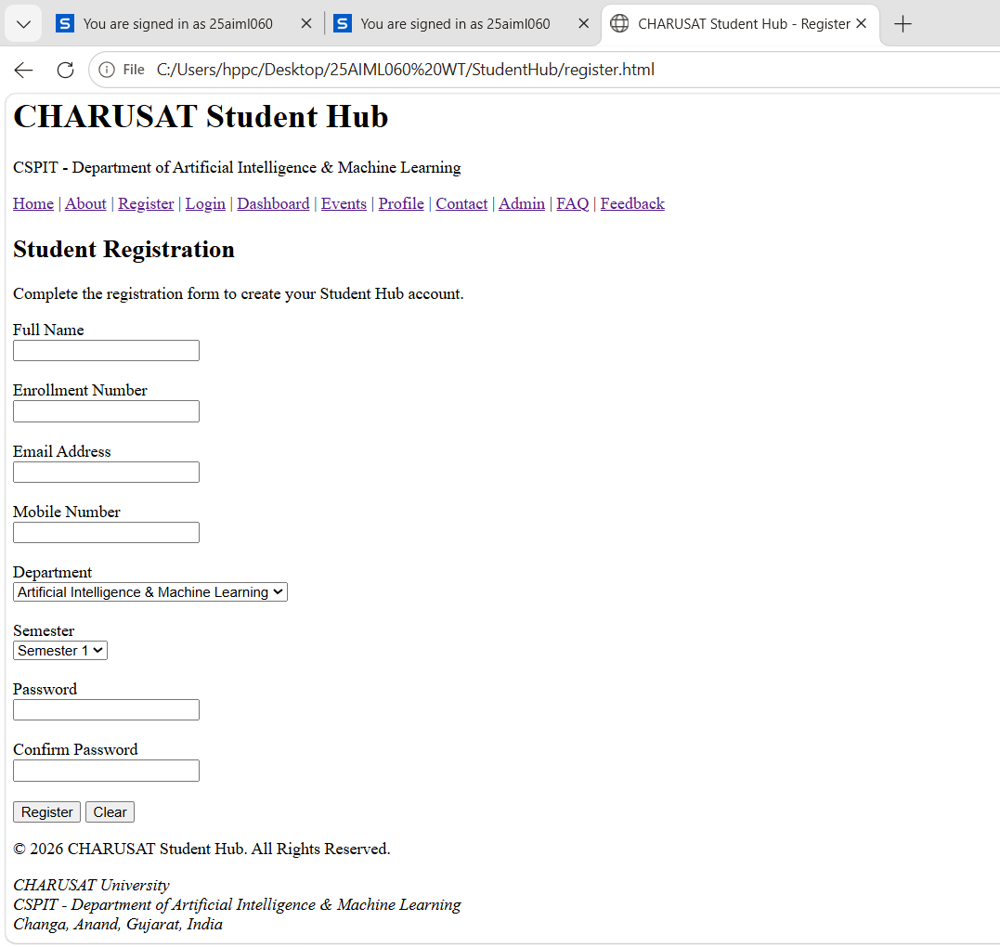 S You are signed in as 25aiml060 S You are signed in as 25aiml060 CHARUSAT Student Hub - Register
File C:/Users/hppc/Desktop/25AIML060%20WT/StudentHub/register.html
CHARUSAT Student Hub
CSPIT - Department of Artificial Intelligence & Machine Learning
Home | About | Register | Login | Dashboard | Events | Profile | Contact | Admin | FAQ | Feedback
Student Registration
Complete the registration form to create your Student Hub account.
Full Name
Enrollment Number
Email Address
Mobile Number
Department
Artificial Intelligence & Machine Learning
Semester
Semester 1
Password
Confirm Password
Register Clear
© 2026 CHARUSAT Student Hub. All Rights Reserved.
CHARUSAT University
CSPIT - Department of Artificial Intelligence & Machine Learning
Changa, Anand, Gujarat, India